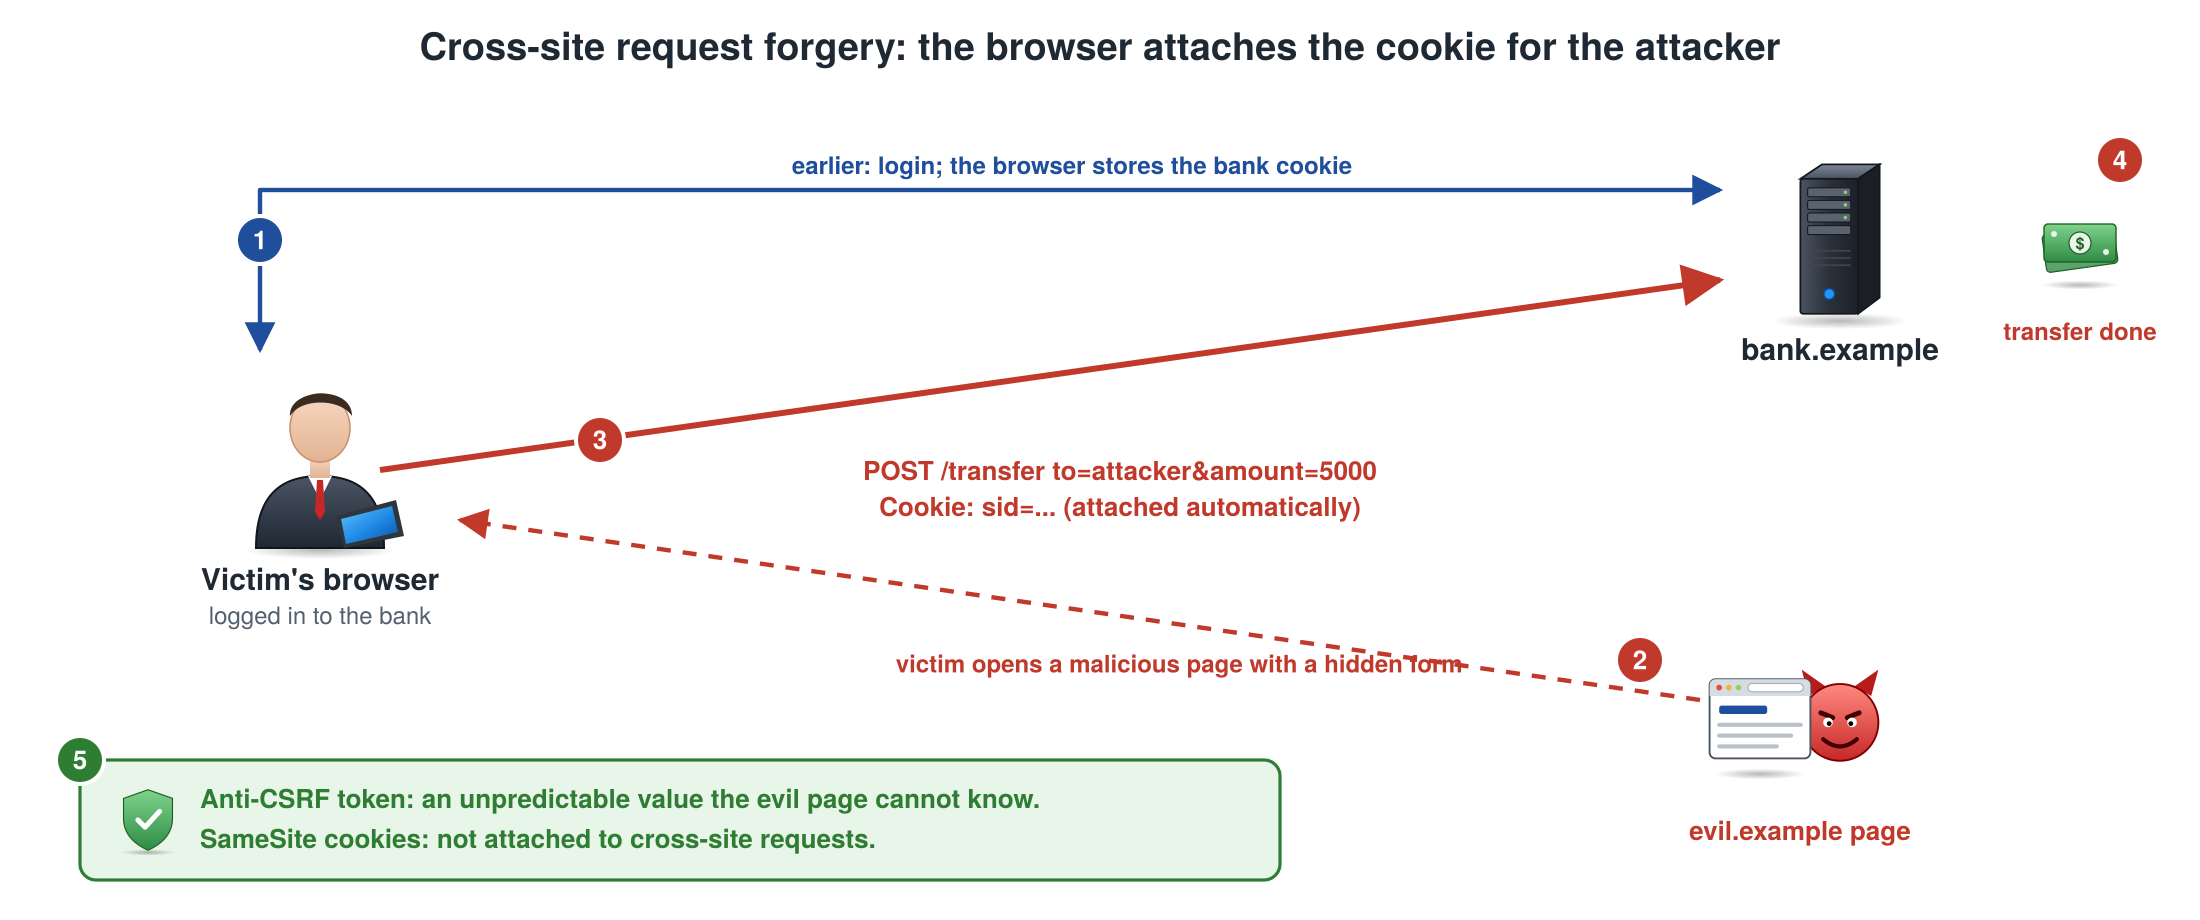 Cross-site request forgery: the browser attaches the cookie for the attacker
earlier: login; the browser stores the bank cookie
4
1
$
transfer done
bank.example
3
POST /transfer to=attacker&amount=5000
Cookie: sid=... (attached automatically)
Victim's browser
logged in to the bank
victim opens a malicious page with a hidden form
2
evil.example page
5
Anti-CSRF token: an unpredictable value the evil page cannot know.
SameSite cookies: not attached to cross-site requests.